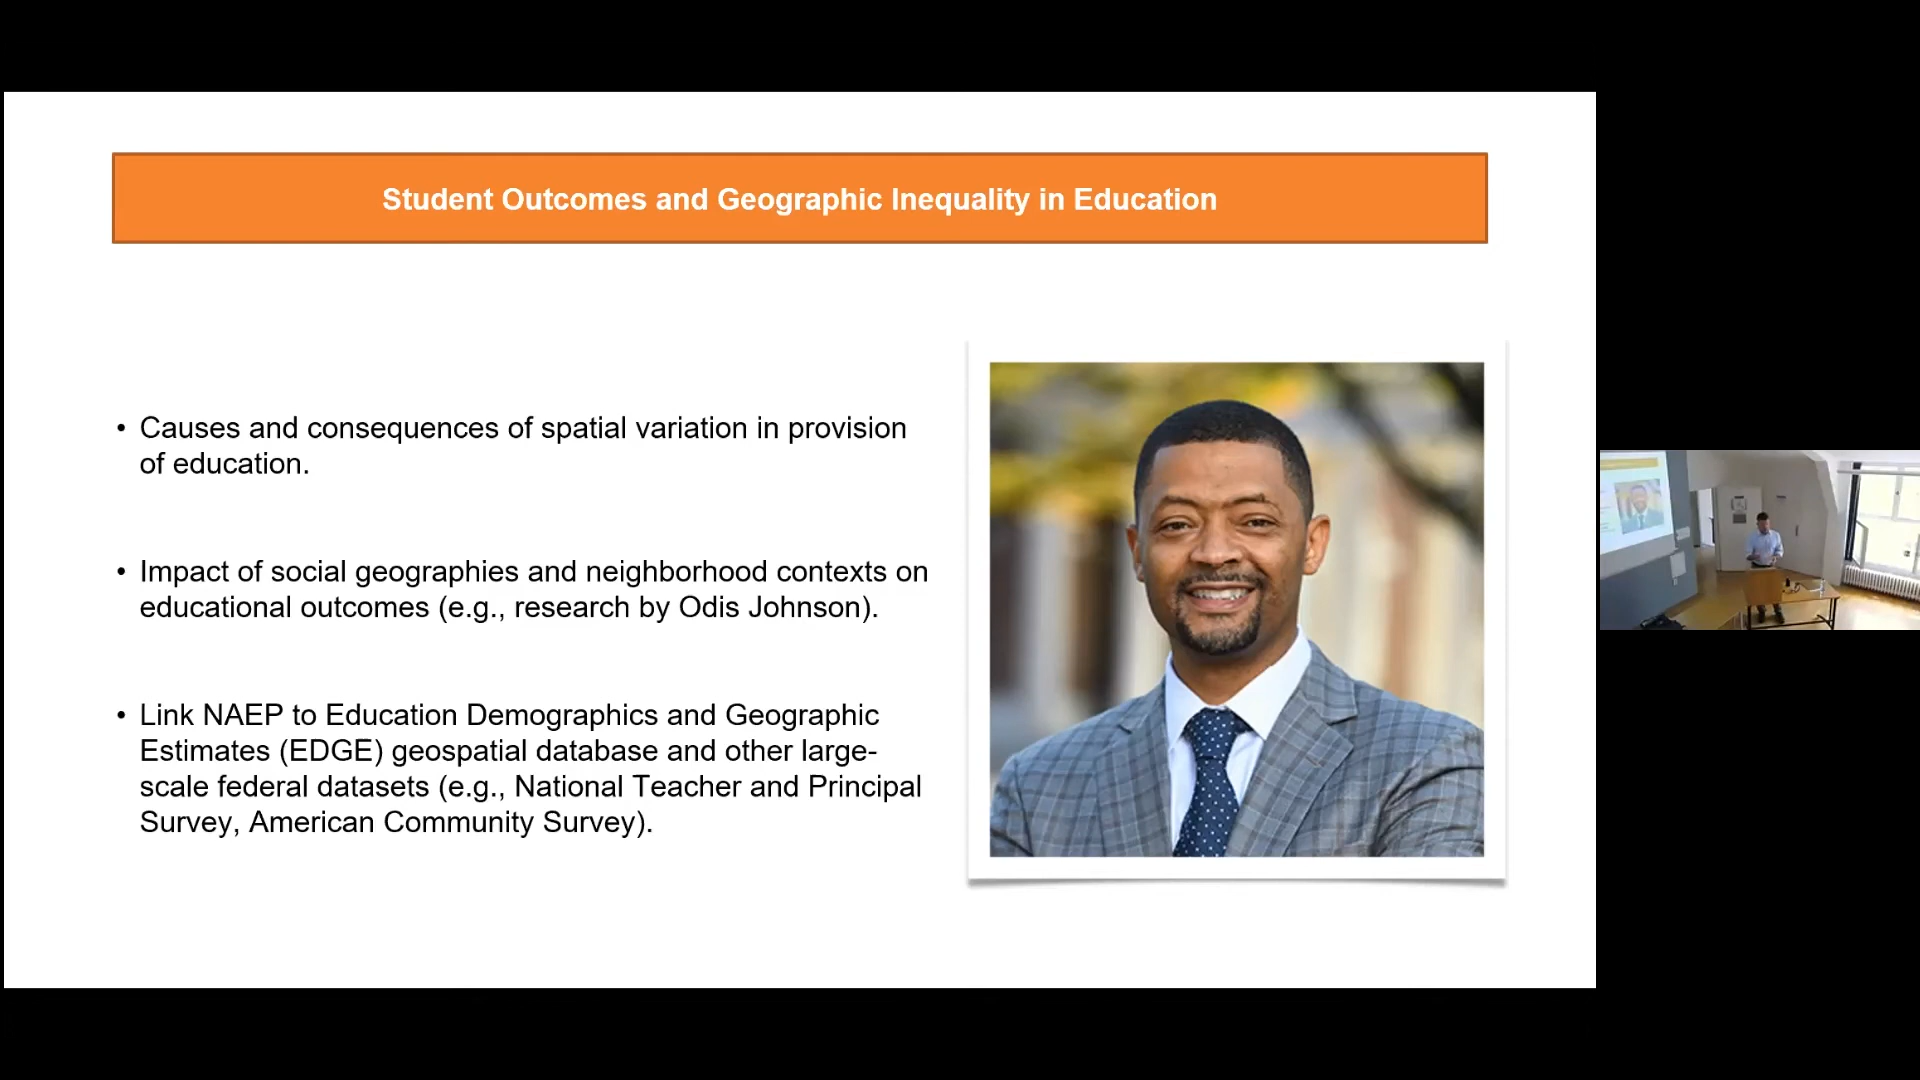 Student Outcomes and Geographic Inequality in Education
• Causes and consequences of spatial variation in provision
of education.
• Impact of social geographies and neighborhood contexts on
educational outcomes (e.g., research by Odis Johnson).
• Link NAEP to Education Demographics and Geographic
Estimates (EDGE) geospatial database and other large-
scale federal datasets (e.g., National Teacher and Principal
Survey, American Community Survey).